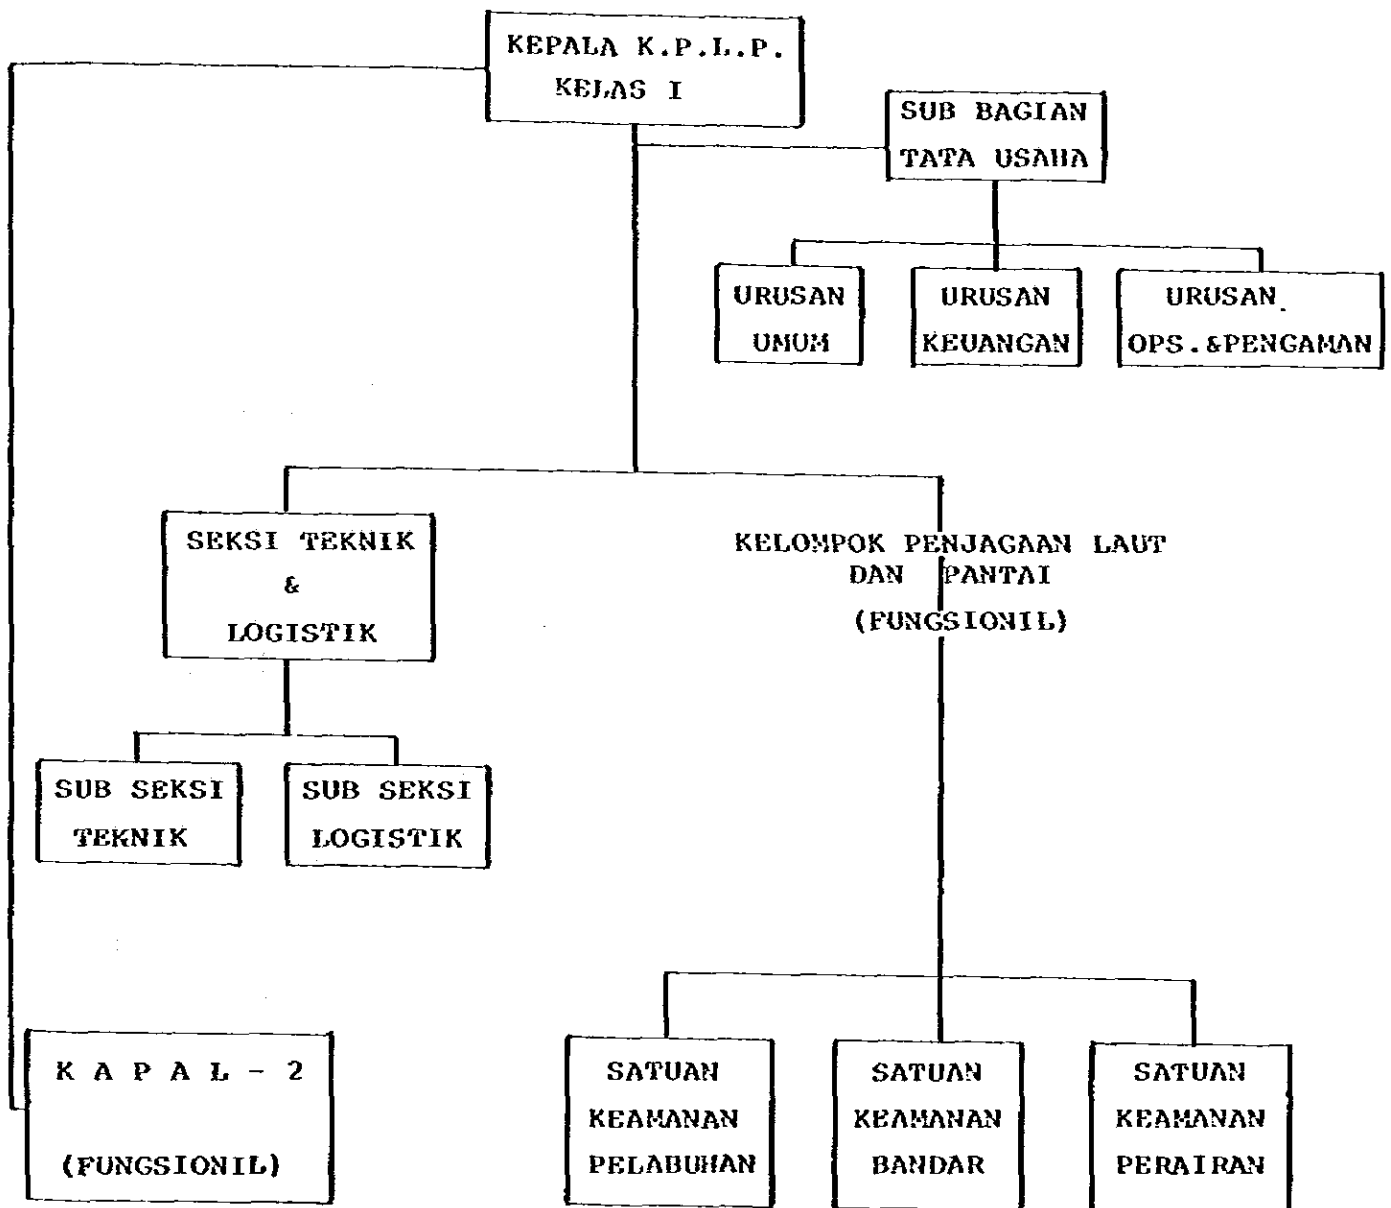 KEPALA K.P.L.P.
KELAS I
SUB BAGIAN
TATA USAHA
URUSAN
UMUM
URUSAN
KEUANGAN
URUSAN
OPS.&PENGAMAN
SEKSI TEKNIK
&
LOGISTIK
KELOMPOK PENJAGAAN LAUT
DAN PANTAI
(FUNGSIONIL)
SUB SEKSI
TEKNIK
SUB SEKSI
LOGISTIK
K A P A L - 2
(FUNGSIONIL)
SATUAN
KEAMANAN
PELABUHAN
SATUAN
KEAMANAN
BANDAR
SATUAN
KEAMANAN
PERAIRAN